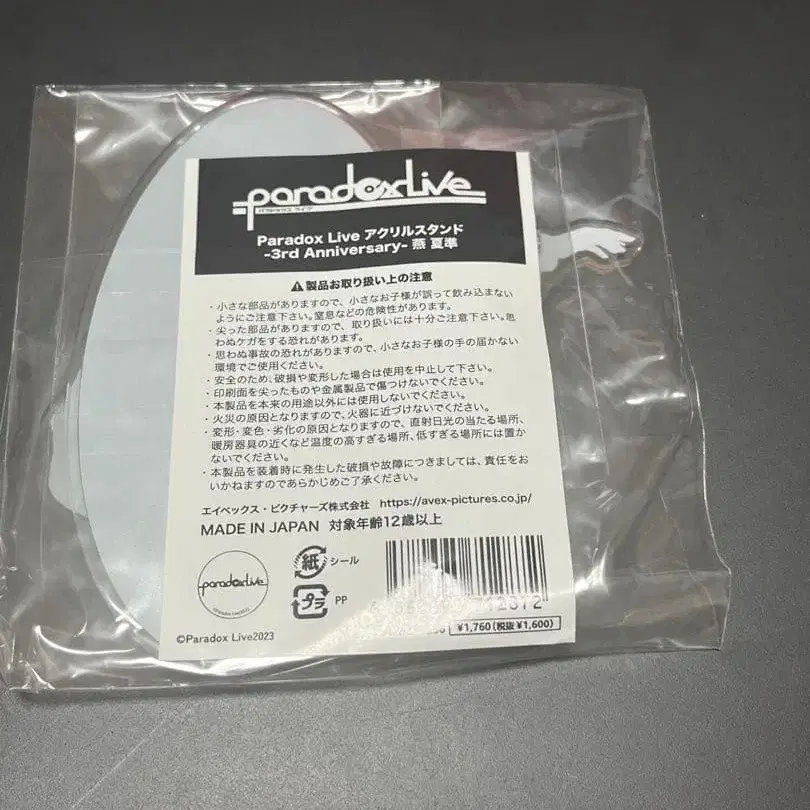 paradoxLive
パラドックス ライブ
Paradox Live アクリルスタンド
-3rd Anniversary- 燕 夏準
⚠製品お取り扱い上の注意
・小さな部品がありますので、小さなお子様が誤って飲み込まない
ようにご注意下さい。窒息などの危険性があります。
・尖った部品がありますので、取り扱いには十分ご注意下さい。思
わぬケガをする恐れがあります。
・思わぬ事故の恐れがありますので、小さなお子様の手の届かない
環境でご使用ください。
・安全のため、破損や変形した場合は使用を中止して下さい。
・印刷面を尖ったものや金属製品で傷つけないでください。
・本製品を本来の用途以外には使用しないでください。
・火災の原因となりますので、火器に近づけないでください。
・変形・変色・劣化の原因となりますので、直射日光の当たる場所、
暖房器具の近くなど温度の高すぎる場所、低すぎる場所には置か
ないでください。
・本製品を装着時に発生した破損や故障につきましては、責任をお
いかねますのであらかじめご了承ください。
エイベックス・ピクチャーズ株式会社 https://avex-pictures.co.jp/
MADE IN JAPAN 対象年齢12歳以上
paradoxLive
紙 シール
プラ PP
¥1,760(税抜¥1,600)
©Paradox Live2023